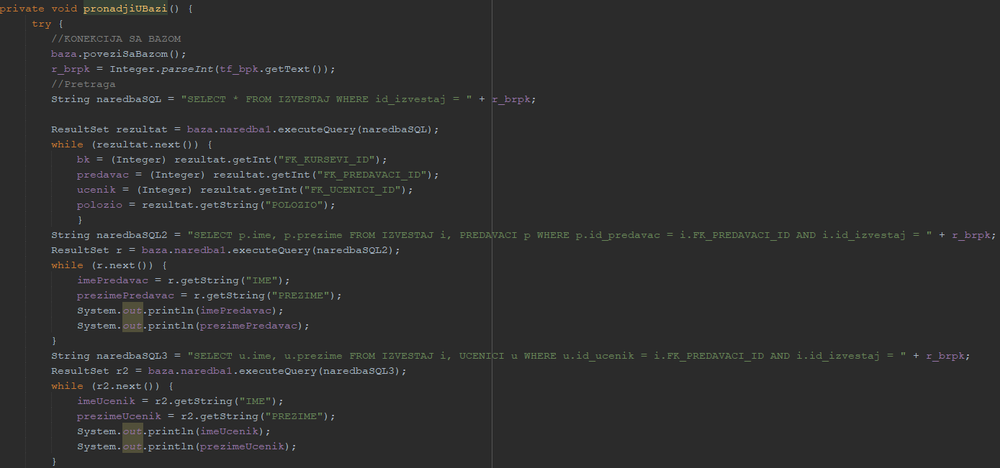 private void pronadjiUBazi() {
try {
//KONEKCIJA SA BAZOM
baza.poveziSaBazom();
r_brpk = Integer.parseInt(tf_bpk.getText());
//Pretraga
String naredbaSQL = "SELECT * FROM IZVESTAJ WHERE id_izvestaj = " + r_brpk;
ResultSet rezultat = baza.naredba1.executeQuery(naredbaSQL);
while (rezultat.next()) {
bk = (Integer) rezultat.getInt("FK_KURSEVI_ID");
predavac = (Integer) rezultat.getInt("FK_PREDAVACI_ID");
ucenik = (Integer) rezultat.getInt("FK_UCENICI_ID");
polozio = rezultat.getString("POLOZIO");
}
String naredbaSQL2 = "SELECT p.ime, p.prezime FROM IZVESTAJ i, PREDAVACI p WHERE p.id_predavac = i.FK_PREDAVACI_ID AND i.id_izvestaj = " + r_brpk;
ResultSet r = baza.naredba1.executeQuery(naredbaSQL2);
while (r.next()) {
imePredavac = r.getString("IME");
prezimePredavac = r.getString("PREZIME");
System.out.println(imePredavac);
System.out.println(prezimePredavac);
}
String naredbaSQL3 = "SELECT u.ime, u.prezime FROM IZVESTAJ i, UCENICI u WHERE u.id_ucenik = i.FK_PREDAVACI_ID AND i.id_izvestaj = " + r_brpk;
ResultSet r2 = baza.naredba1.executeQuery(naredbaSQL3);
while (r2.next()) {
imeUcenik = r2.getString("IME");
prezimeUcenik = r2.getString("PREZIME");
System.out.println(imeUcenik);
System.out.println(prezimeUcenik);
}